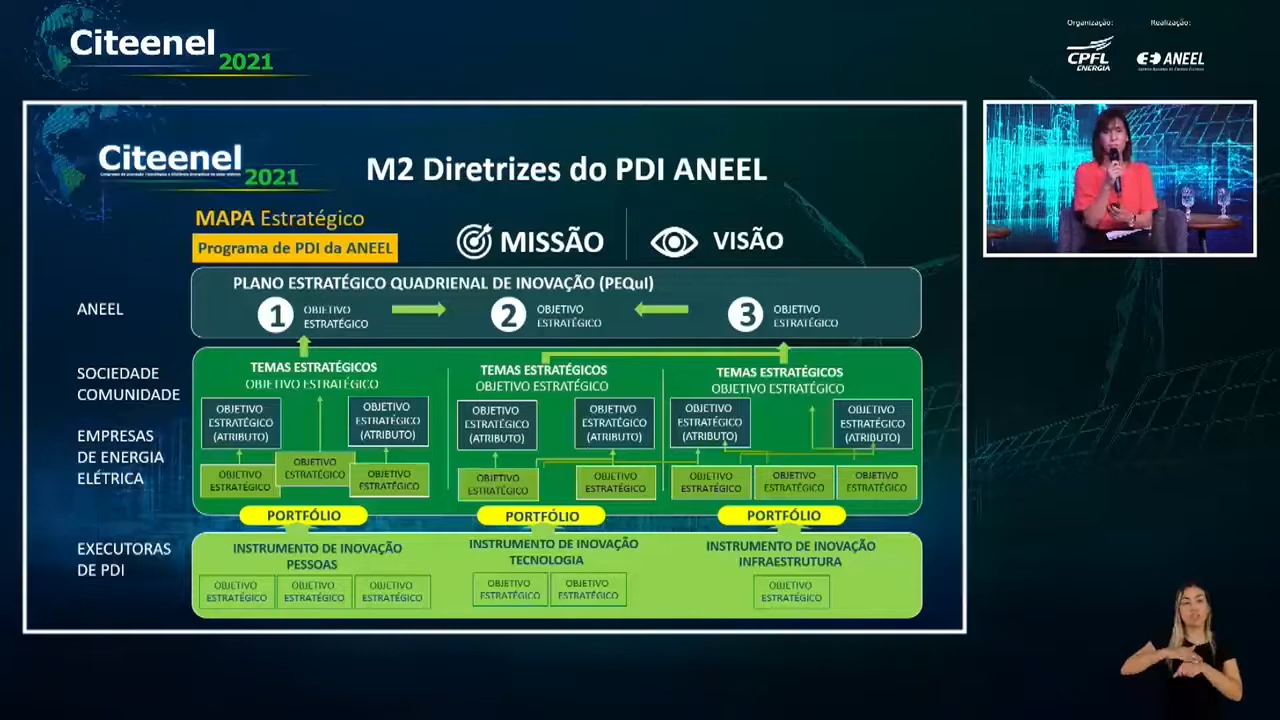 Citeenel
2021
Organização:
Realização:
CPFL
ENERGIA
ANEEL
Citeenel
2021
M2 Diretrizes do PDI ANEEL
MAPA Estratégico
Programa de PDI da ANEEL
MISSÃO
VISÃO
ANEEL
PLANO ESTRATÉGICO QUADRIENAL DE INOVAÇÃO (PEQuI)
1
OBJETIVO
ESTRATÉGICO
2
OBJETIVO
ESTRATÉGICO
3
OBJETIVO
ESTRATÉGICO
SOCIEDADE
COMUNIDADE
EMPRESAS
DE ENERGIA
ELÉTRICA
TEMAS ESTRATÉGICOS
OBJETIVO ESTRATÉGICO
OBJETIVO
ESTRATÉGICO
(ATRIBUTO)
OBJETIVO
ESTRATÉGICO
(ATRIBUTO)
OBJETIVO
ESTRATÉGICO
OBJETIVO
ESTRATÉGICO
OBJETIVO
ESTRATÉGICO
TEMAS ESTRATÉGICOS
OBJETIVO ESTRATÉGICO
OBJETIVO
ESTRATÉGICO
(ATRIBUTO)
OBJETIVO
ESTRATÉGICO
(ATRIBUTO)
OBJETIVO
ESTRATÉGICO
OBJETIVO
ESTRATÉGICO
TEMAS ESTRATÉGICOS
OBJETIVO ESTRATÉGICO
OBJETIVO
ESTRATÉGICO
(ATRIBUTO)
OBJETIVO
ESTRATÉGICO
(ATRIBUTO)
OBJETIVO
ESTRATÉGICO
OBJETIVO
ESTRATÉGICO
OBJETIVO
ESTRATÉGICO
PORTFÓLIO
PORTFÓLIO
PORTFÓLIO
EXECUTORAS
DE PDI
INSTRUMENTO DE INOVAÇÃO
PESSOAS
OBJETIVO
ESTRATÉGICO
OBJETIVO
ESTRATÉGICO
OBJETIVO
ESTRATÉGICO
INSTRUMENTO DE INOVAÇÃO
TECNOLOGIA
OBJETIVO
ESTRATÉGICO
OBJETIVO
ESTRATÉGICO
INSTRUMENTO DE INOVAÇÃO
INFRAESTRUTURA
OBJETIVO
ESTRATÉGICO